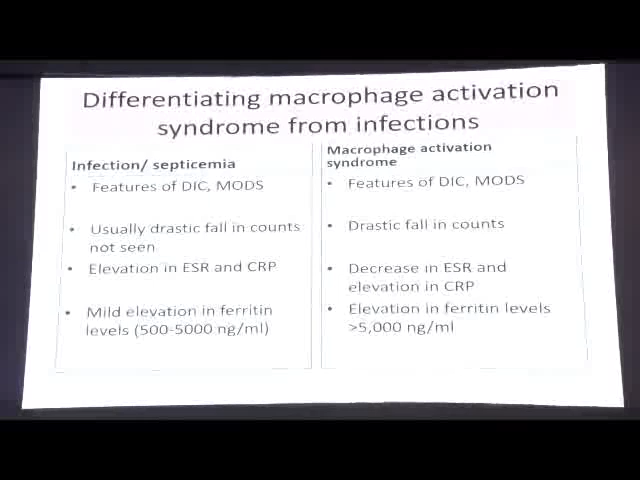 Differentiating macrophage activation
syndrome from infections
Infection/ septicemia
• Features of DIC, MODS
• Usually drastic fall in counts
not seen
• Elevation in ESR and CRP
• Mild elevation in ferritin
levels (500-5000 ng/ml)
Macrophage activation
syndrome
• Features of DIC, MODS
• Drastic fall in counts
• Decrease in ESR and
elevation in CRP
• Elevation in ferritin levels
>5,000 ng/ml